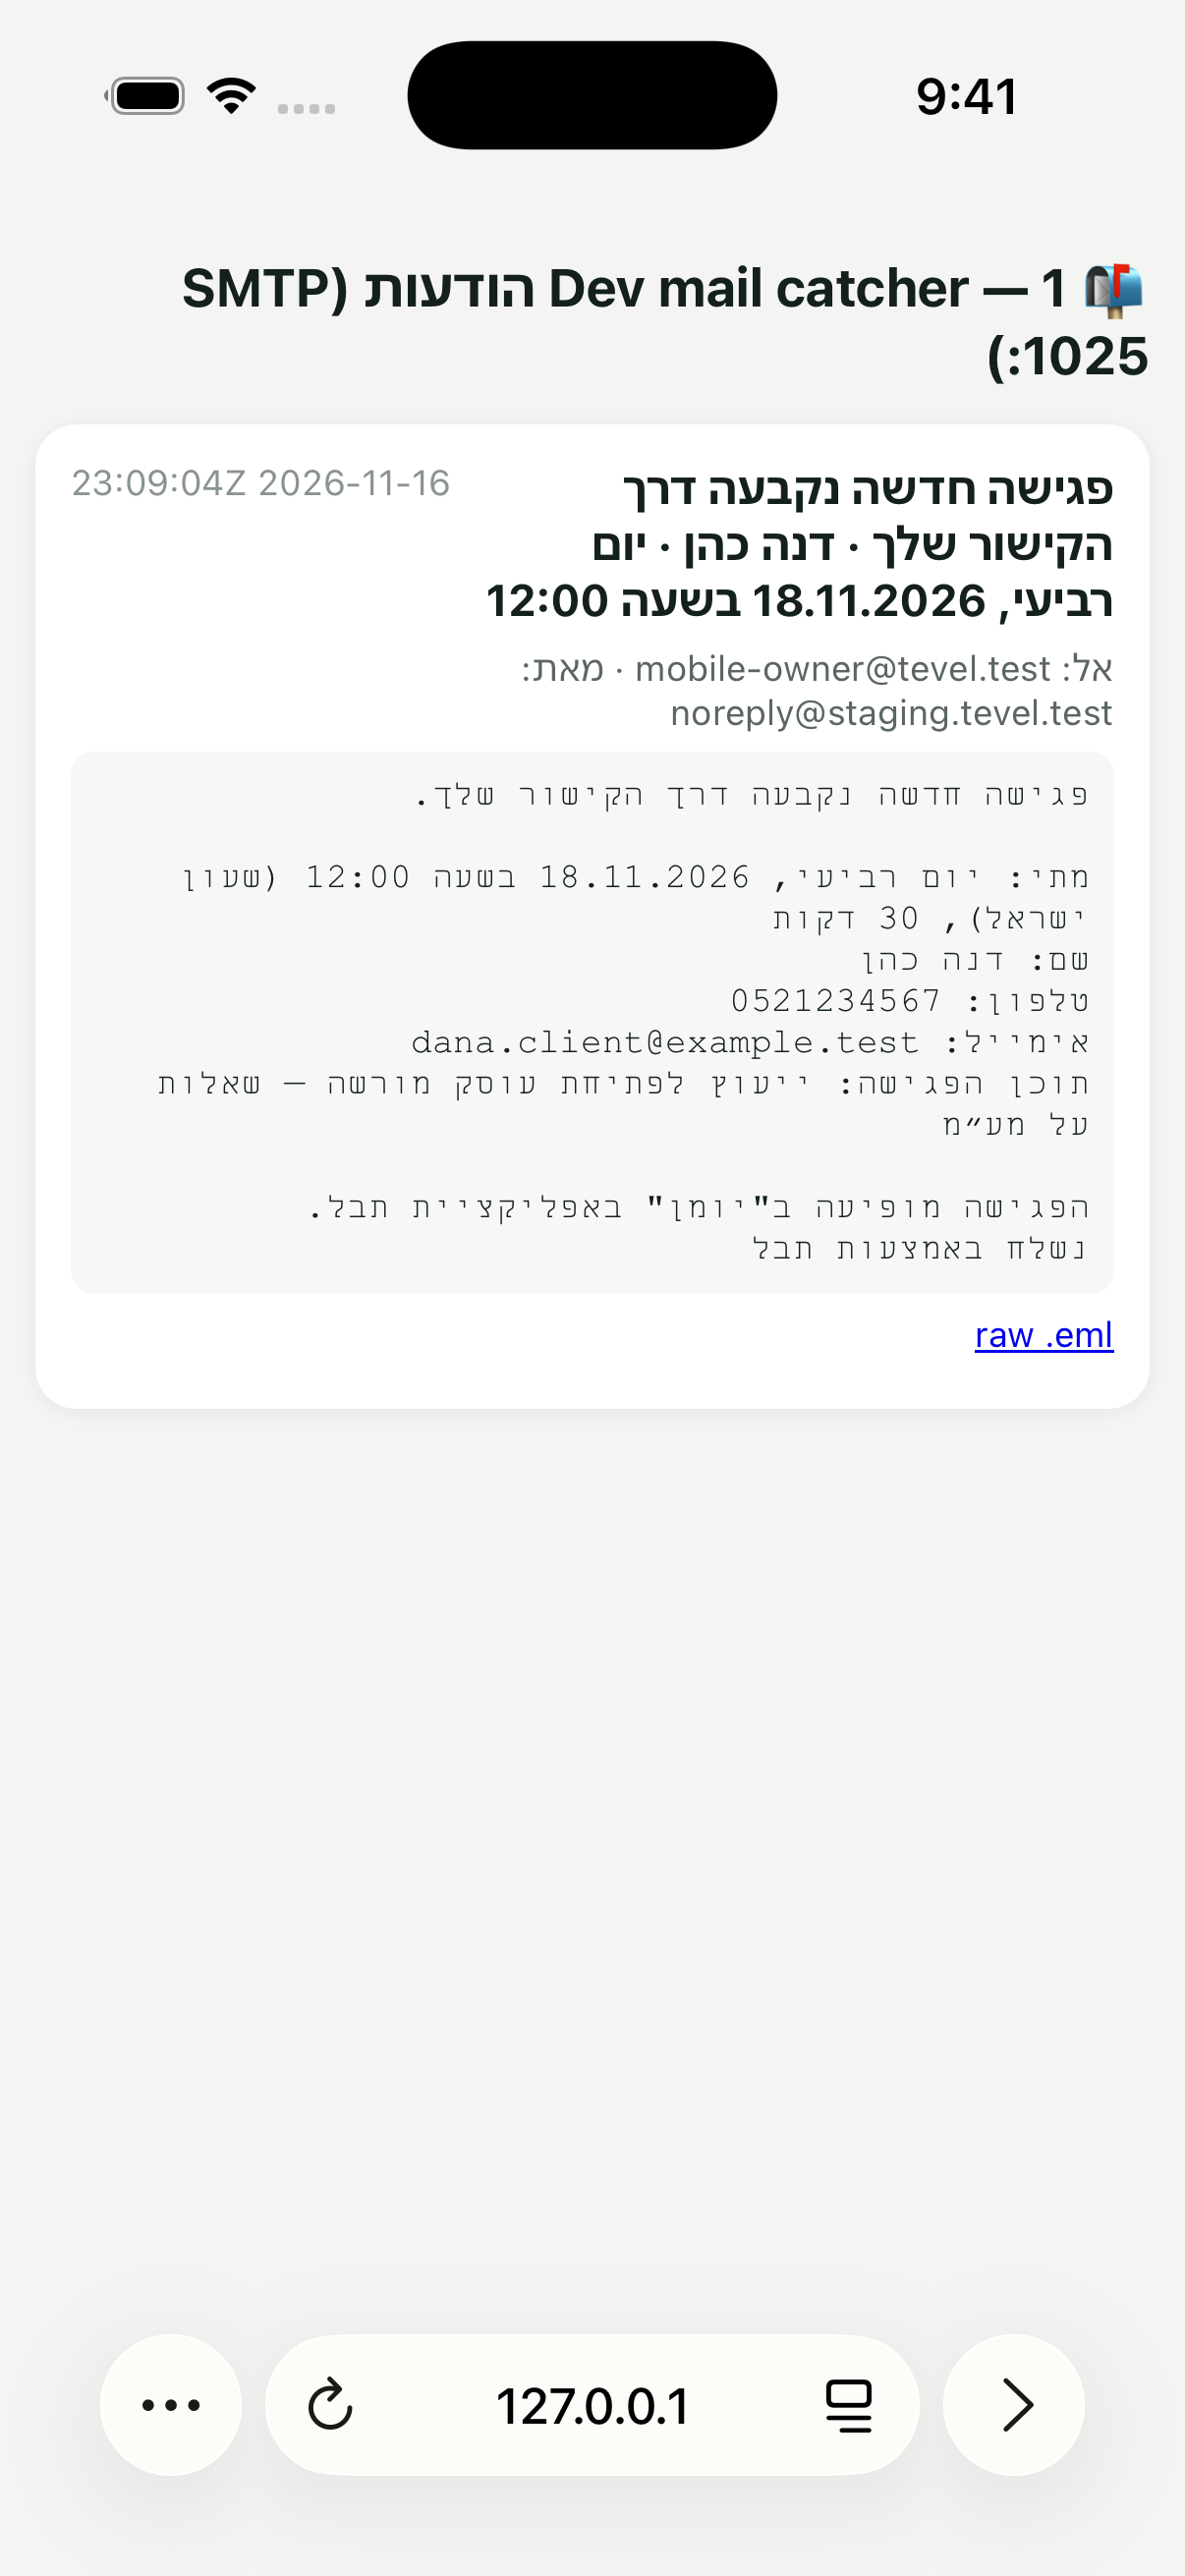 9:41
📬 Dev mail catcher — 1 הודעות (SMTP
:1025)
פגישה חדשה נקבעה דרך
הקישור שלך · דנה כהן · יום
רביעי, 18.11.2026 בשעה 12:00
2026-11-16 23:09:04Z
אל: mobile-owner@tevel.test · מאת:
noreply@staging.tevel.test
פגישה חדשה נקבעה דרך הקישור שלך.
מתי: יום רביעי, 18.11.2026 בשעה 12:00 (שעון
ישראל), 30 דקות
שם: דנה כהן
טלפון: 0521234567
אימייל: dana.client@example.test
תוכן הפגישה: ייעוץ לפתיחת עוסק מורשה – שאלות
על מע״מ
הפגישה מופיעה ב"יומן" באפליקציית תבל.
נשלח באמצעות תבל
raw .eml
127.0.0.1